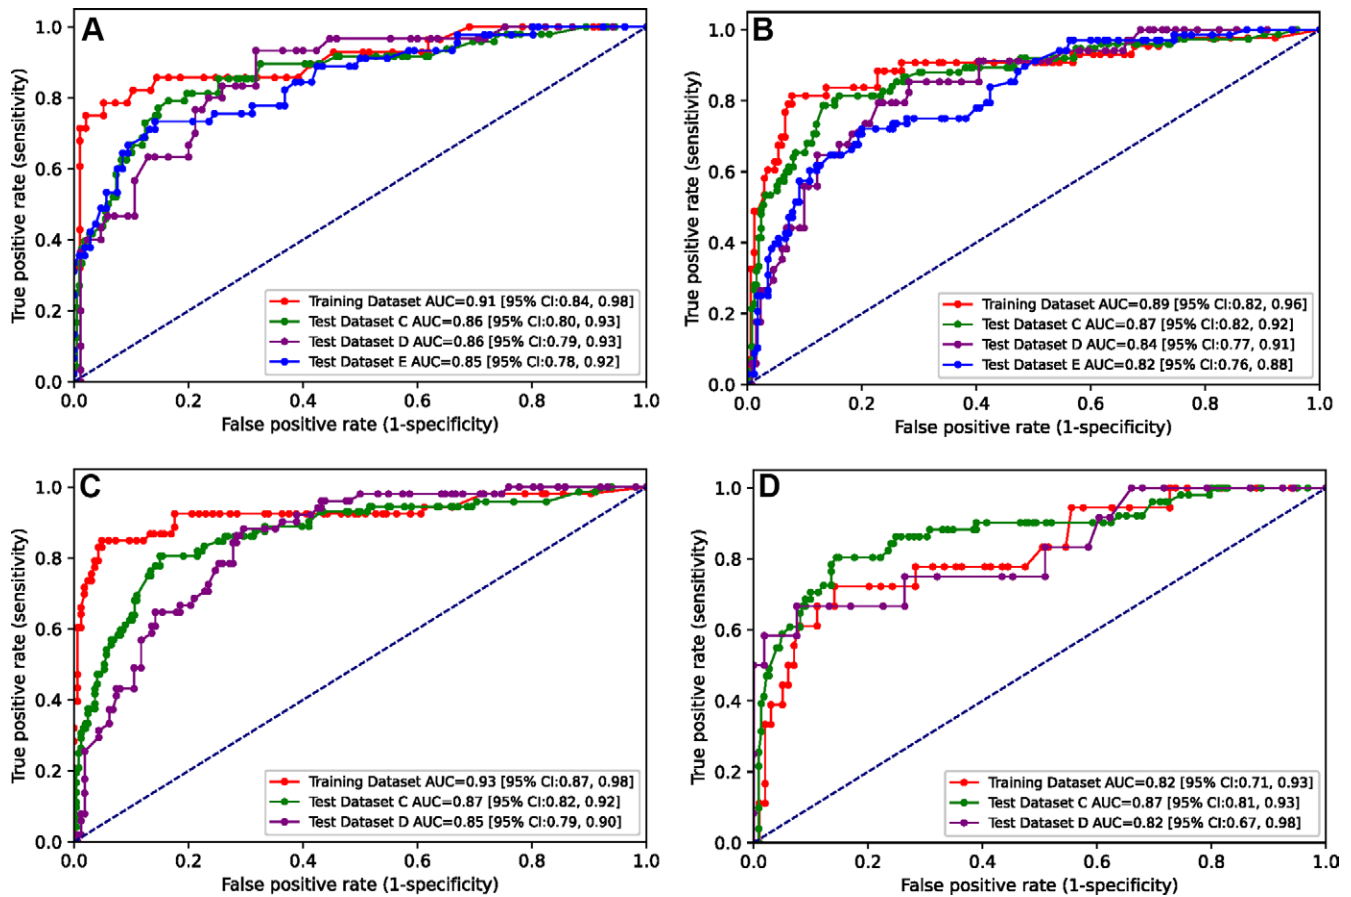 A
True positive rate (sensitivity)
1.0
0.8
0.6
0.4
0.2
0.0
Training Dataset AUC=0.91 [95% CI:0.84, 0.98]
Test Dataset C AUC=0.86 [95% CI:0.80, 0.93]
Test Dataset D AUC=0.86 [95% CI:0.79, 0.93]
Test Dataset E AUC=0.85 [95% CI:0.78, 0.92]
0.0 0.2 0.4 0.6 0.8 1.0
False positive rate (1-specificity)
B
True positive rate (sensitivity)
1.0
0.8
0.6
0.4
0.2
0.0
Training Dataset AUC=0.89 [95% CI:0.82, 0.96]
Test Dataset C AUC=0.87 [95% CI:0.82, 0.92]
Test Dataset D AUC=0.84 [95% CI:0.77, 0.91]
Test Dataset E AUC=0.82 [95% CI:0.76, 0.88]
0.0 0.2 0.4 0.6 0.8 1.0
False positive rate (1-specificity)
C
True positive rate (sensitivity)
1.0
0.8
0.6
0.4
0.2
0.0
Training Dataset AUC=0.93 [95% CI:0.87, 0.98]
Test Dataset C AUC=0.87 [95% CI:0.82, 0.92]
Test Dataset D AUC=0.85 [95% CI:0.79, 0.90]
0.0 0.2 0.4 0.6 0.8 1.0
False positive rate (1-specificity)
D
True positive rate (sensitivity)
1.0
0.8
0.6
0.4
0.2
0.0
Training Dataset AUC=0.82 [95% CI:0.71, 0.93]
Test Dataset C AUC=0.87 [95% CI:0.81, 0.93]
Test Dataset D AUC=0.82 [95% CI:0.67, 0.98]
0.0 0.2 0.4 0.6 0.8 1.0
False positive rate (1-specificity)